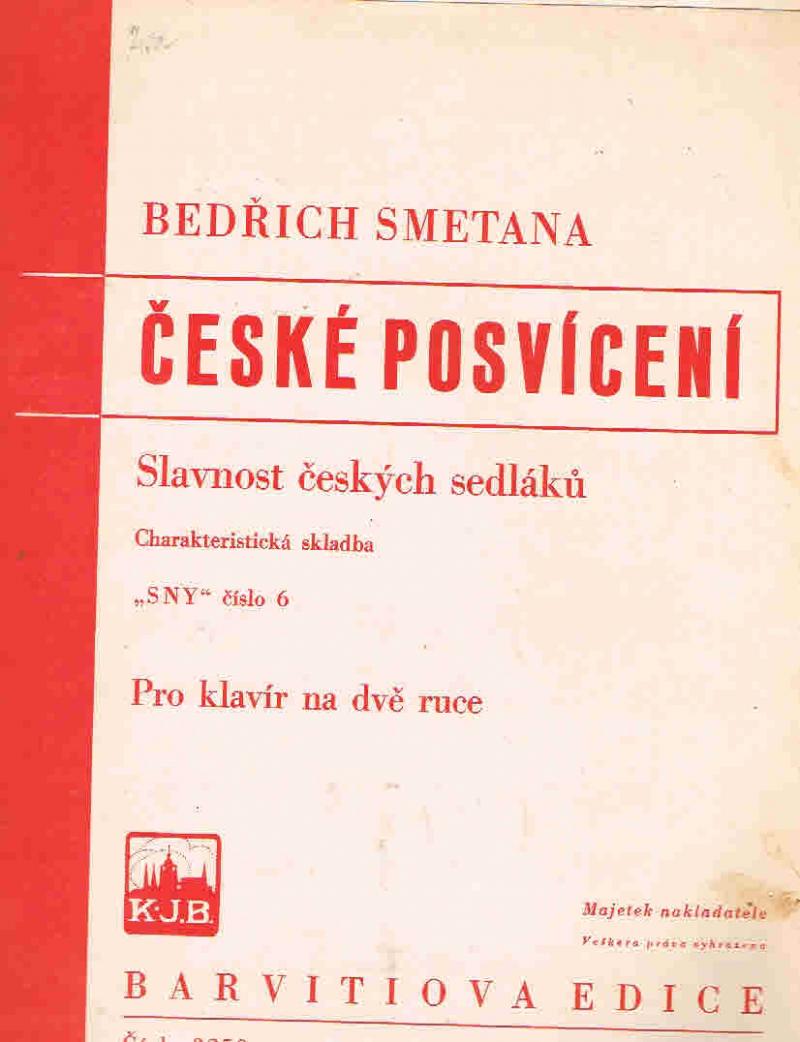 BEDŘICH SMETANA
ČESKÉ POSVÍCENÍ
Slavnost českých sedláků
Charakteristická skladba
„SNY“ číslo 6
Pro klavír na dvě ruce
K·J.B.
Majetek nakladatele
Veškera práva vyhrazena
BARVITIOVA EDICE